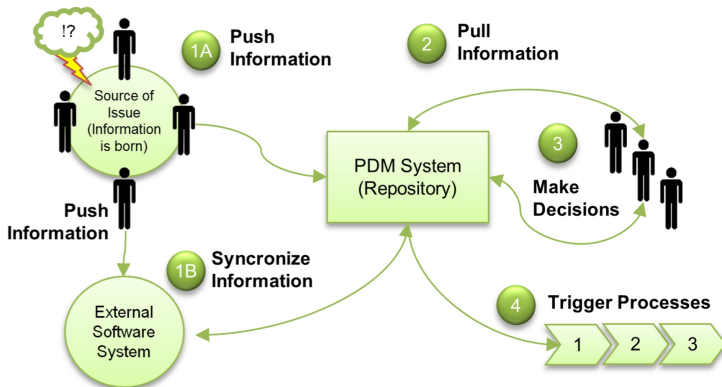 !?
1A
Push
Information
2
Pull
Information
Source of
Issue
(Information
is born)
PDM System
(Repository)
3
Make
Decisions
Push
Information
1B
Syncronize
Information
External
Software
System
4
Trigger Processes
1
2
3